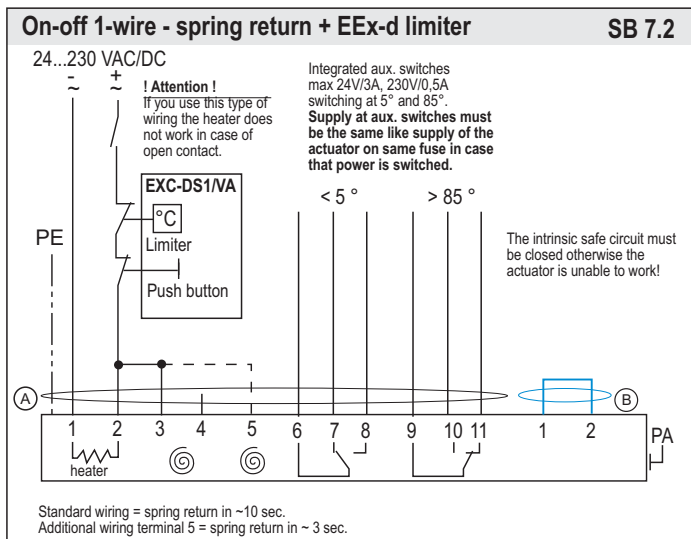 On-off 1-wire - spring return + EEx-d limiter SB 7.2
24...230 VAC/DC
- +
~ ~
! Attention !
If you use this type of
wiring the heater does
not work in case of
open contact.
Integrated aux. switches
max 24V/3A, 230V/0,5A
switching at 5° and 85°.
Supply at aux. switches must
be the same like supply of the
actuator on same fuse in case
that power is switched.
EXC-DS1/VA
°C
Limiter
Push button
< 5 ° > 85 °
PE
The intrinsic safe circuit must
be closed otherwise the
actuator is unable to work!
A B
1 2 3 4 5 6 7 8 9 10 11 1 2
PA
heater
Standard wiring = spring return in ~10 sec.
Additional wiring terminal 5 = spring return in ~ 3 sec.